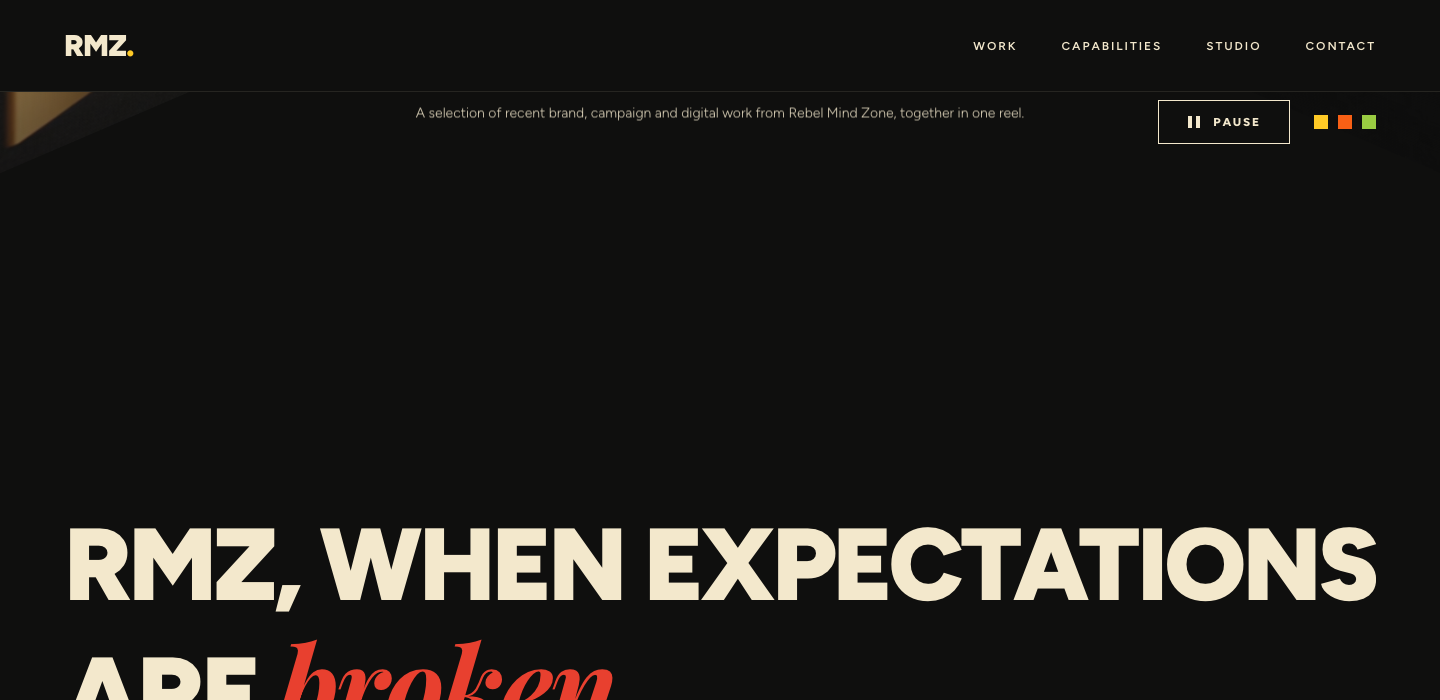 RMZ.
WORK CAPABILITIES STUDIO CONTACT
A selection of recent brand, campaign and digital work from Rebel Mind Zone, together in one reel.
PAUSE
RMZ, WHEN EXPECTATIONS
ARE broken